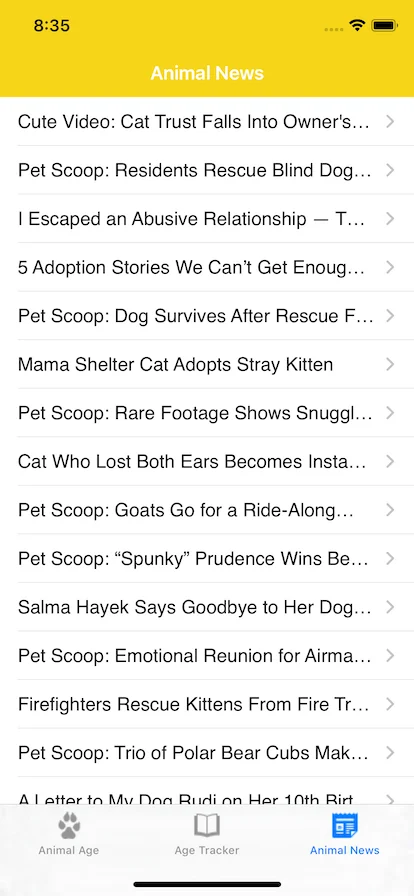 8:35
Animal News
Cute Video: Cat Trust Falls Into Owner's...
Pet Scoop: Residents Rescue Blind Dog...
I Escaped an Abusive Relationship — T...
5 Adoption Stories We Can’t Get Enoug...
Pet Scoop: Dog Survives After Rescue F...
Mama Shelter Cat Adopts Stray Kitten
Pet Scoop: Rare Footage Shows Snuggl...
Cat Who Lost Both Ears Becomes Insta...
Pet Scoop: Goats Go for a Ride-Along...
Pet Scoop: “Spunky” Prudence Wins Be...
Salma Hayek Says Goodbye to Her Dog...
Pet Scoop: Emotional Reunion for Airma...
Firefighters Rescue Kittens From Fire Tr...
Pet Scoop: Trio of Polar Bear Cubs Mak...
A Letter to My Dog Rudi on Her 10th Birt...
Animal Age
Age Tracker
Animal News